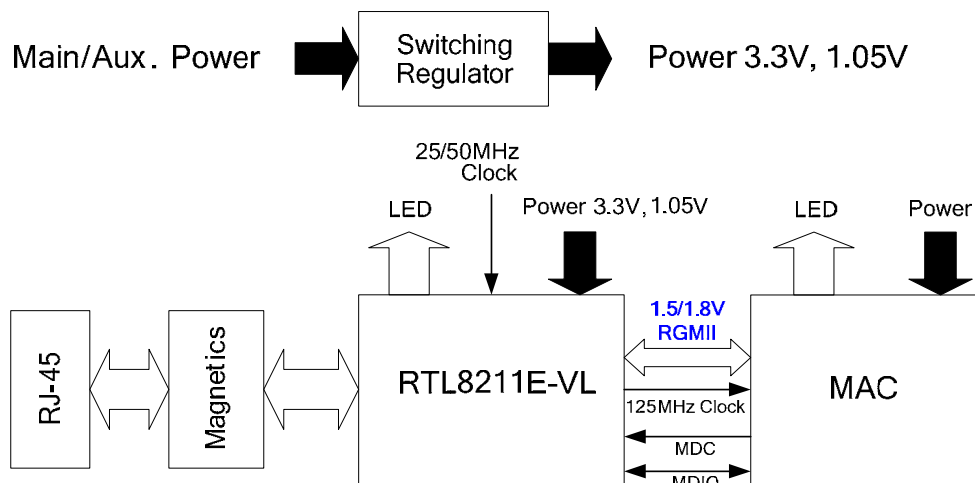 Main/Aux. Power
Switching
Regulator
Power 3.3V, 1.05V
25/50MHz
Clock
LED
Power 3.3V, 1.05V
LED
Power
RJ-45
Magnetics
RTL8211E-VL
1.5/1.8V
RGMII
125MHz Clock
MDC
MDIO
MAC